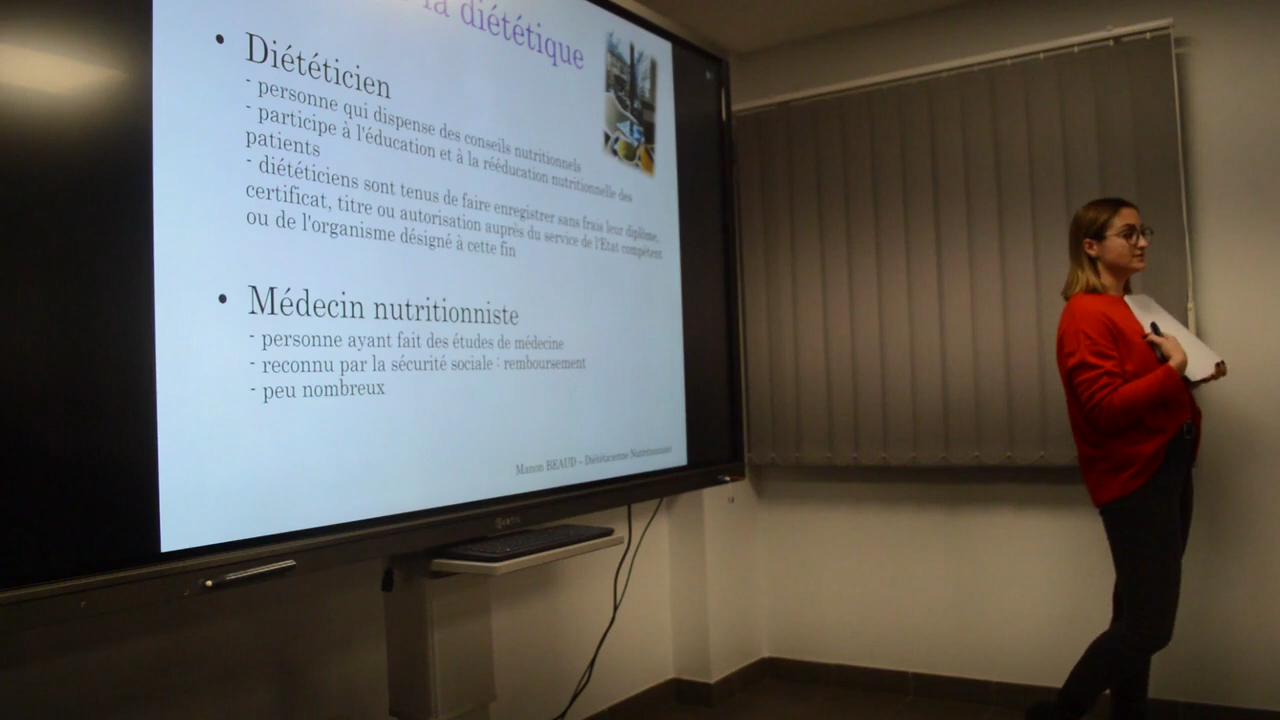 la diététique
• Diététicien
- personne qui dispense des conseils nutritionnels
- participe à l'éducation et à la rééducation nutritionnelle des
patients
- diététiciens sont tenus de faire enregistrer sans frais leur diplôme,
certificat, titre ou autorisation auprès du service de l'État compétent
ou de l'organisme désigné à cette fin
• Médecin nutritionniste
- personne ayant fait des études de médecine
- reconnu par la sécurité sociale : remboursement
- peu nombreux
Manon BEAUD – Diététicienne Nutritionniste